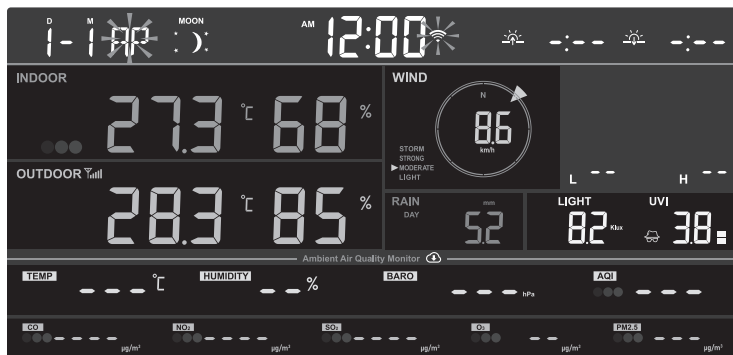 D M MOON AM
1-1 AP 12:00 -:-- -:--
INDOOR
27.3 °C 68 %
WIND
N
8.6
km/h
STORM
STRONG
MODERATE
LIGHT
L -- H --
OUTDOOR
28.3 °C 85 %
RAIN
DAY
mm
5.2
LIGHT
8.2 Klux
UVI
3.8
Ambient Air Quality Monitor
TEMP
--- °C
HUMIDITY
-- %
BARO
--- hPa
AQI
---
CO
---- µg/m³
NO₂
---- µg/m³
SO₂
---- µg/m³
O₃
-- µg/m³
PM2.5
---- µg/m³